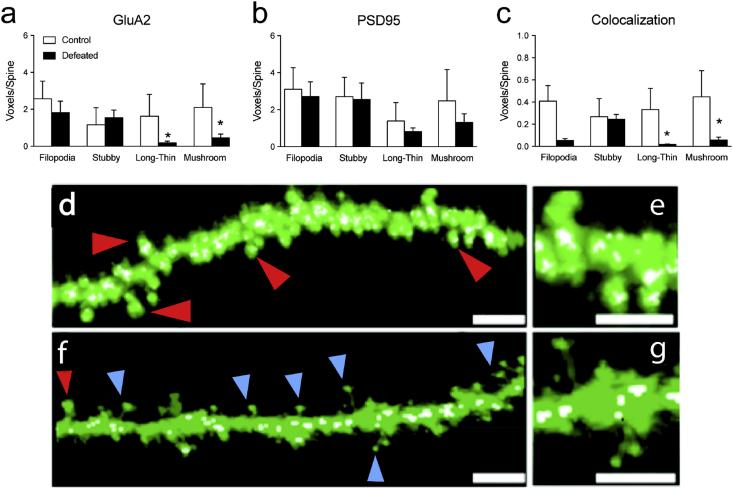 a GluA2
Control
Defeated
Voxels/Spine
6
4
2
0
Filopodia Stubby Long-Thin Mushroom
* *
b PSD95
Voxels/Spine
6
4
2
0
Filopodia Stubby Long-Thin Mushroom
c Colocalization
Voxels/Spine
1.0
0.8
0.6
0.4
0.2
0.0
Filopodia Stubby Long-Thin Mushroom
* *
d
e
f
g